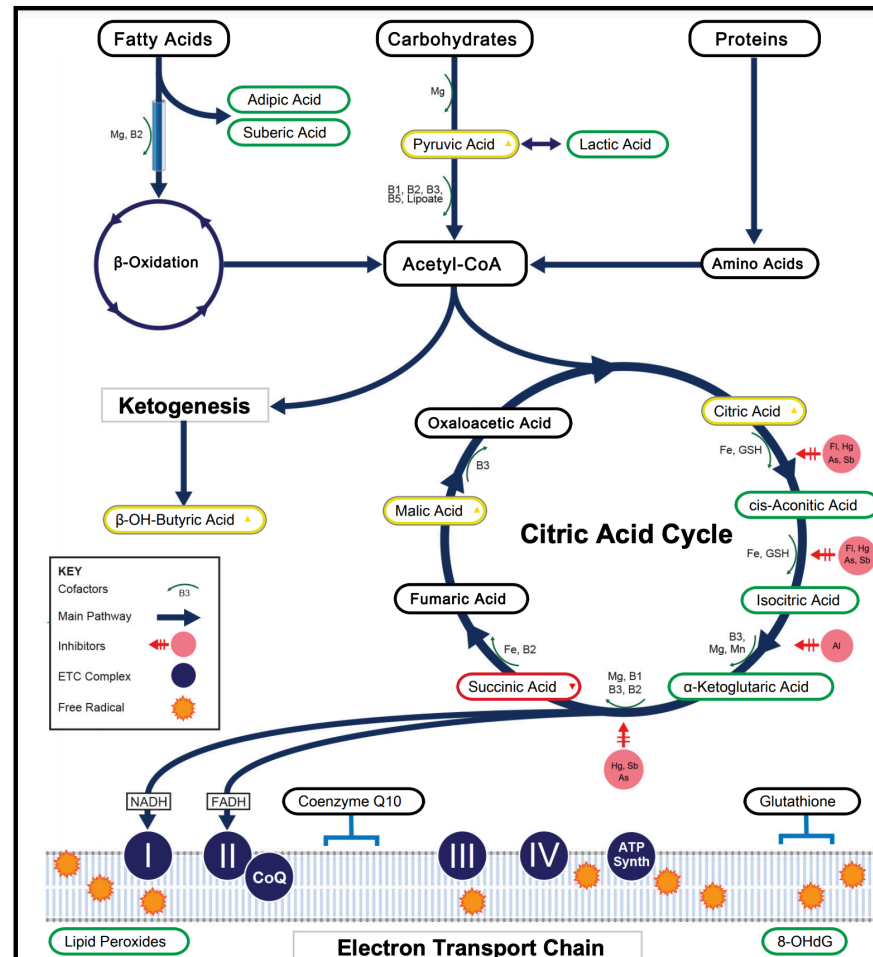 Fatty Acids
Carbohydrates
Proteins
Adipic Acid
Suberic Acid
Mg
Mg, B2
Pyruvic Acid
Lactic Acid
B1, B2, B3,
B5, Lipoate
β-Oxidation
Acetyl-CoA
Amino Acids
Ketogenesis
Oxaloacetic Acid
Citric Acid
Fe, GSH
Fl, Hg
As, Sb
B3
β-OH-Butyric Acid
Malic Acid
cis-Aconitic Acid
Citric Acid Cycle
Fe, GSH
Fl, Hg
As, Sb
KEY
Cofactors
B3
Main Pathway
Inhibitors
ETC Complex
Free Radical
Fumaric Acid
Isocitric Acid
B3,
Mg, Mn
Al
Fe, B2
Succinic Acid
Mg, B1
B3, B2
α-Ketoglutaric Acid
Hg, Sb
As
NADH
FADH
Coenzyme Q10
Glutathione
I
II
CoQ
III
IV
ATP
Synth
Lipid Peroxides
Electron Transport Chain
8-OHdG